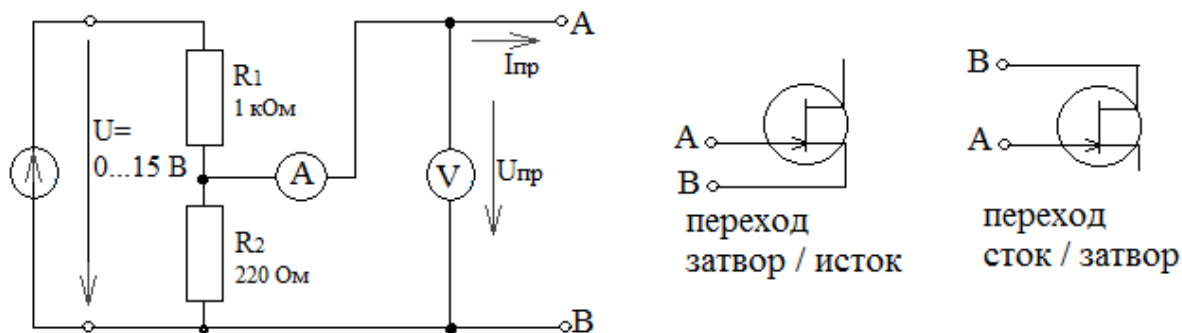 A
Iпр
R1
1 кОм
U=
0...15 В
A
V
Uпр
R2
220 Ом
B
A
B
переход
затвор / исток
B
A
переход
сток / затвор